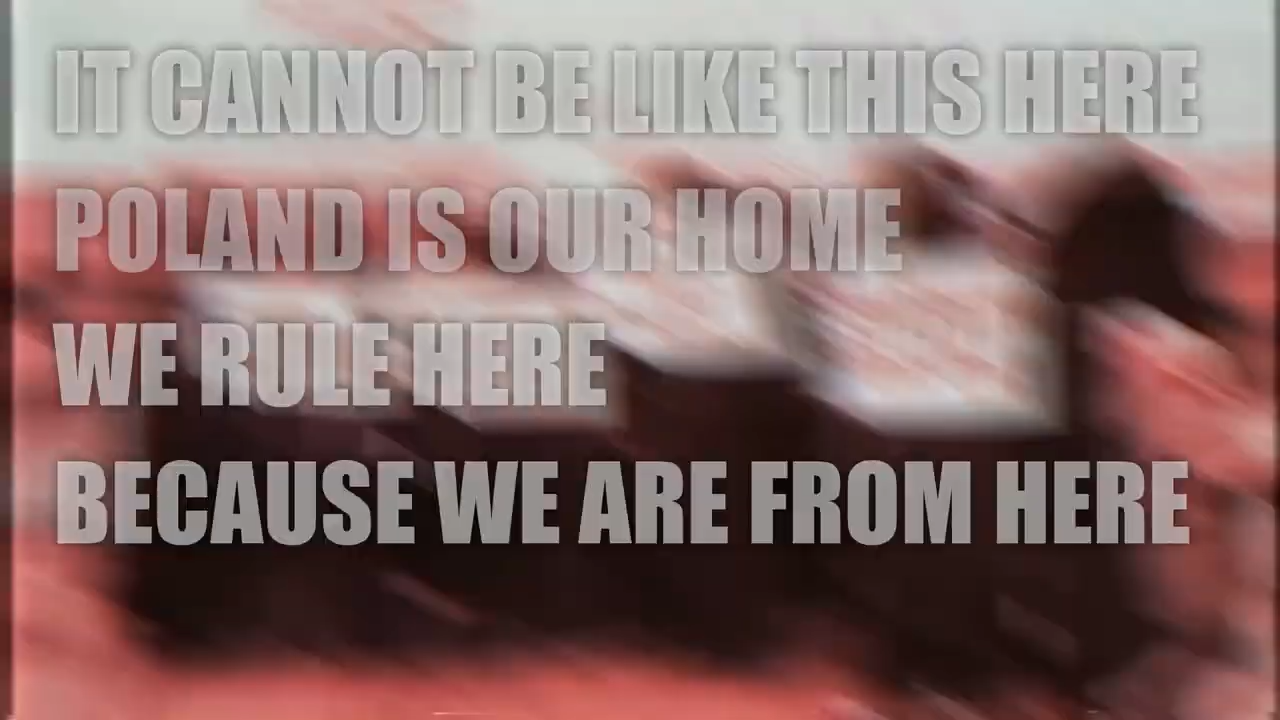 IT CANNOT BE LIKE THIS HERE
POLAND IS OUR HOME
WE RULE HERE
BECAUSE WE ARE FROM HERE